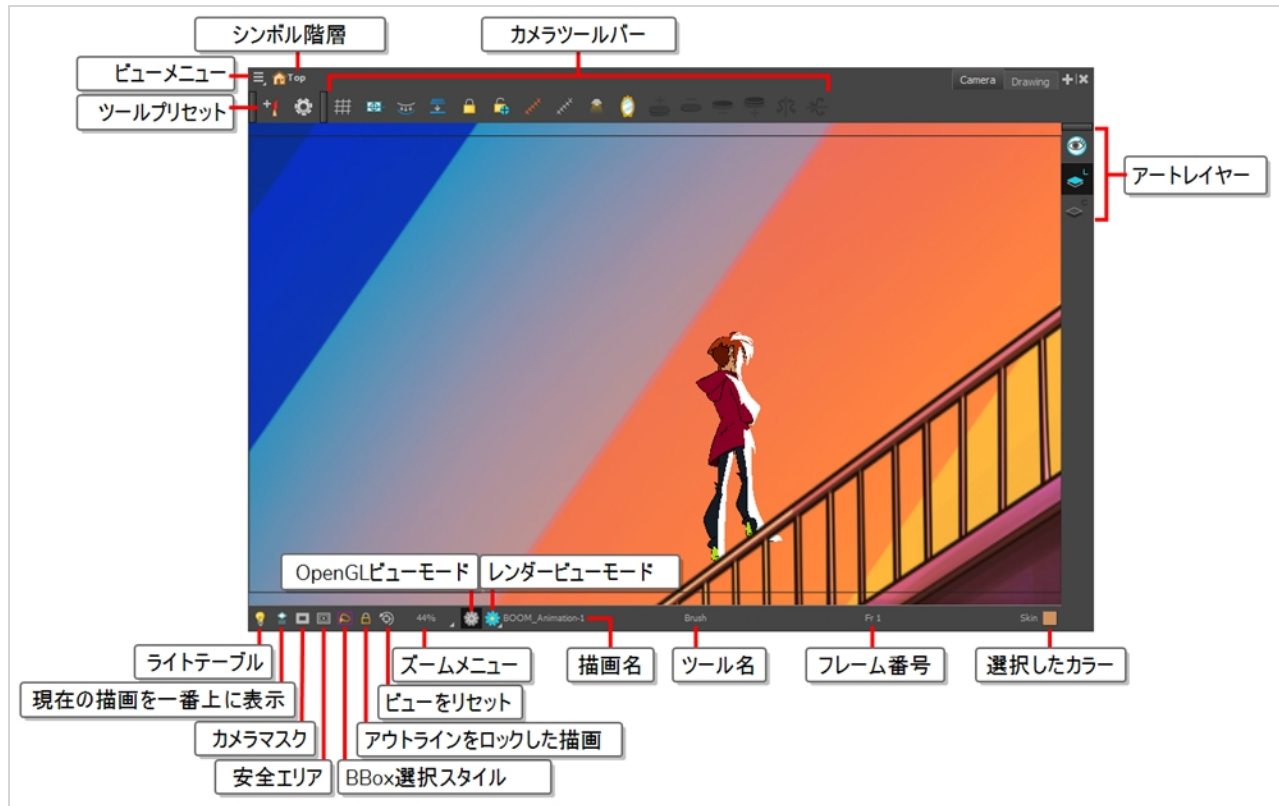 シンボル階層
カメラツールバー
ビューメニュー
Top
Camera
Drawing
ツールプリセット
L
C
アートレイヤー
OpenGLビューモード
レンダービューモード
44%
BOOM_Animation-1
Brush
Fr 1
Skin
ライトテーブル
ズームメニュー
描画名
ツール名
フレーム番号
選択したカラー
現在の描画を一番上に表示
ビューをリセット
カメラマスク
アウトラインをロックした描画
安全エリア
BBox選択スタイル